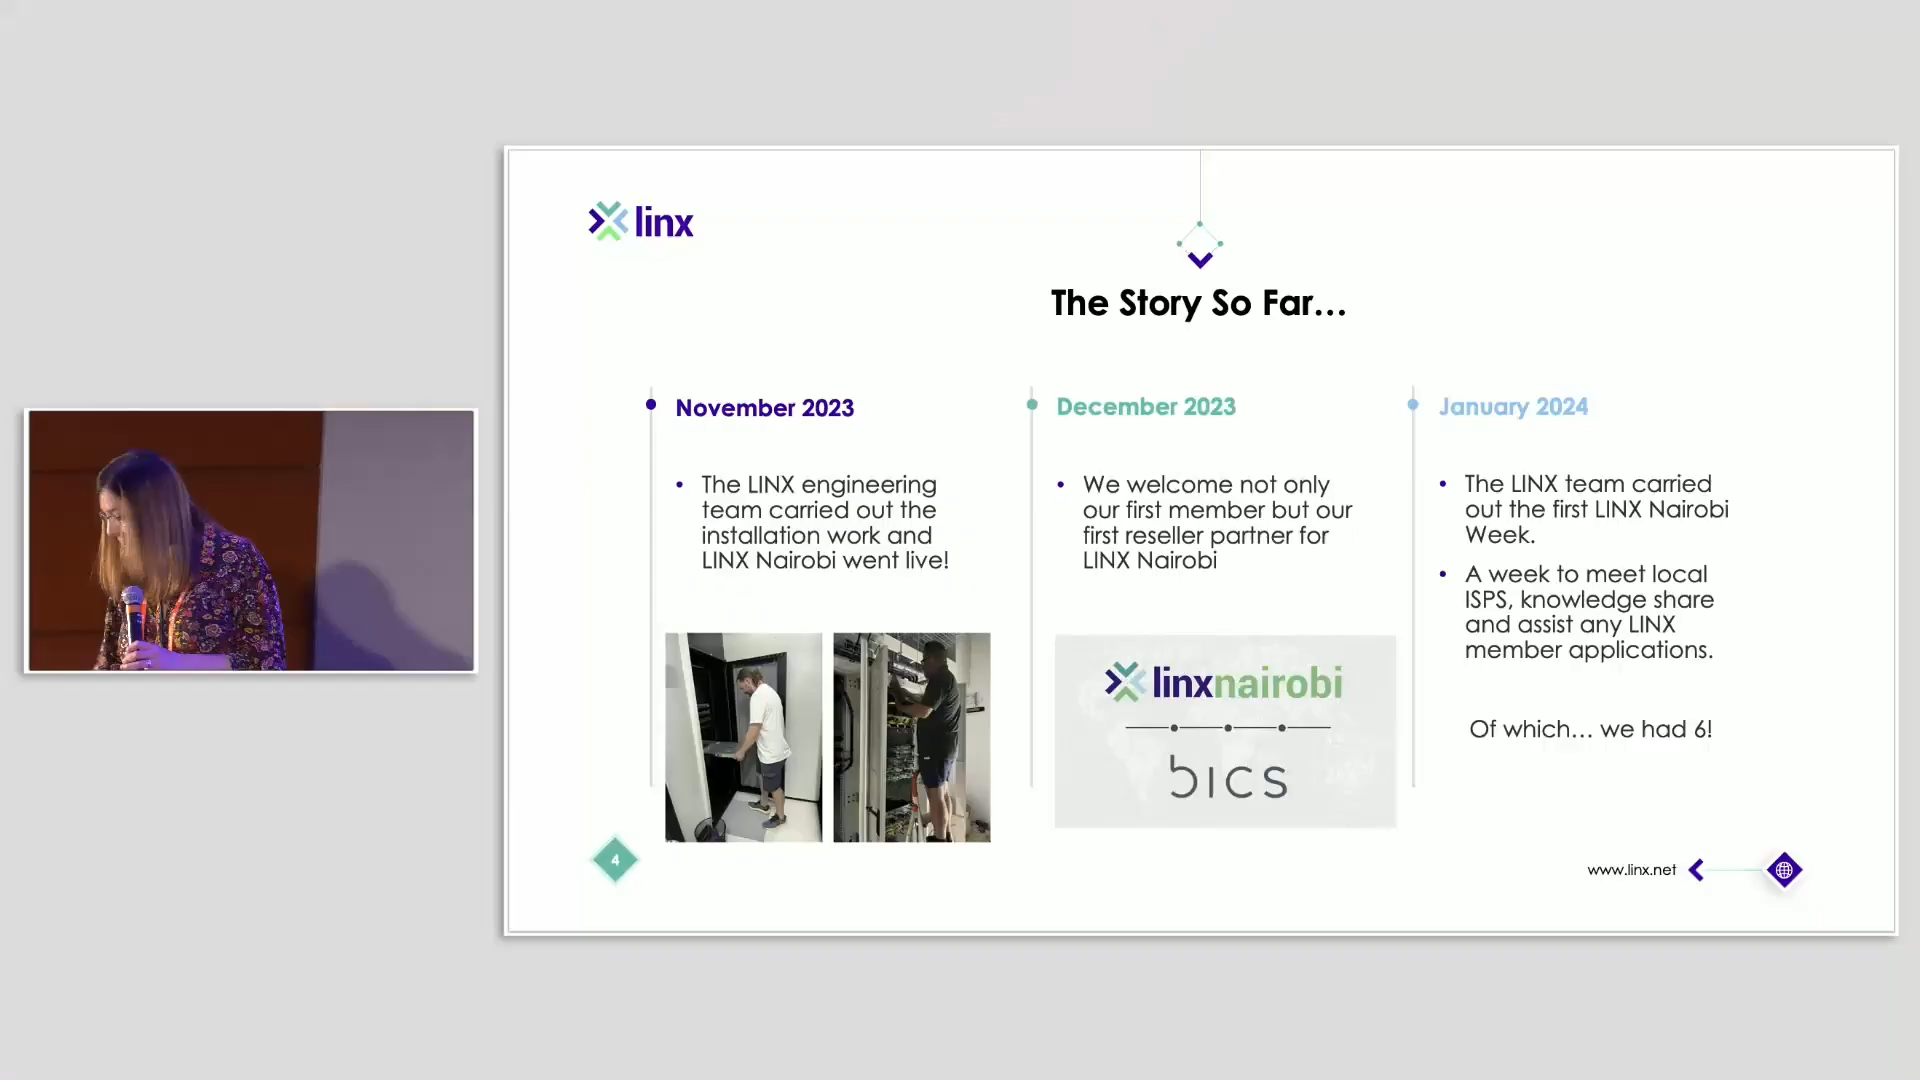 linx
The Story So Far...
November 2023
• The LINX engineering
team carried out the
installation work and
LINX Nairobi went live!
December 2023
• We welcome not only
our first member but our
first reseller partner for
LINX Nairobi
linxnairobi
bics
January 2024
• The LINX team carried
out the first LINX Nairobi
Week.
• A week to meet local
ISPS, knowledge share
and assist any LINX
member applications.
Of which... we had 6!
4
www.linx.net